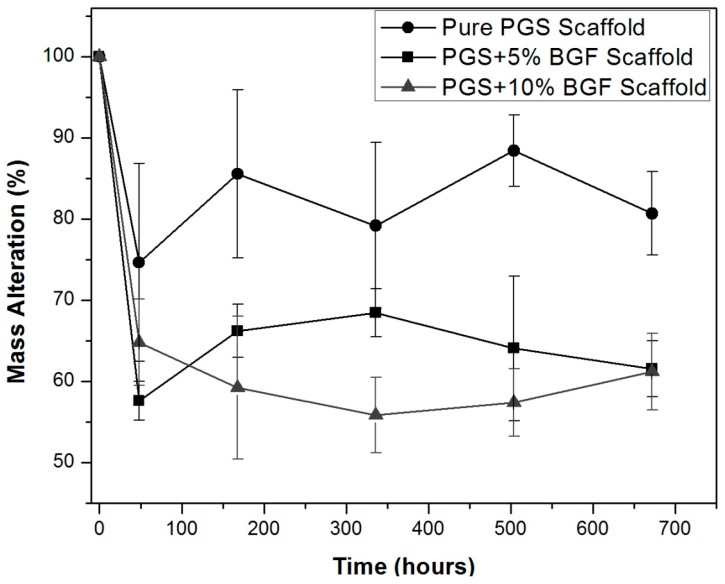 Pure PGS Scaffold
PGS+5% BGF Scaffold
PGS+10% BGF Scaffold
100
90
80
70
60
50
Mass Alteration (%)
0 100 200 300 400 500 600 700
Time (hours)